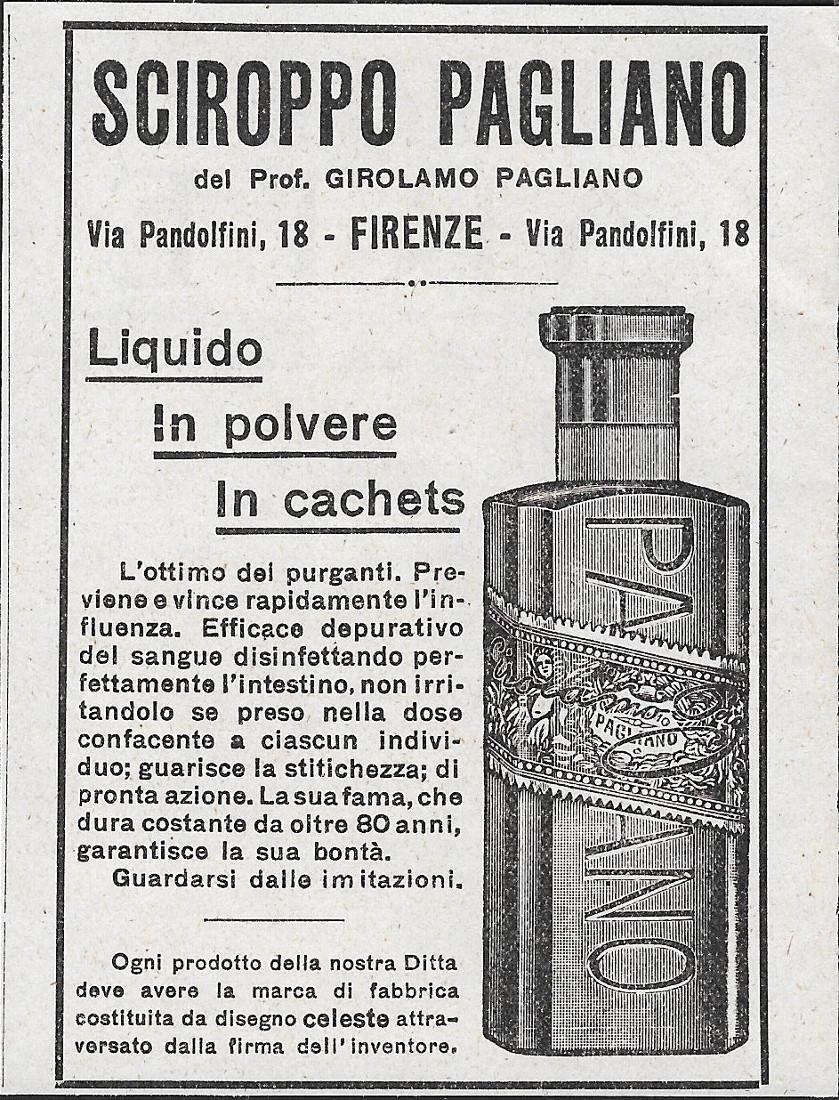 SCIROPPO PAGLIANO
del Prof. GIROLAMO PAGLIANO
Via Pandolfini, 18 - FIRENZE - Via Pandolfini, 18
Liquido
In polvere
In cachets
L'ottimo dei purganti. Pre-
viene e vince rapidamente l'in-
fluenza. Efficace depurativo
del sangue disinfettando per-
fettamente l'intestino, non irri-
tandolo se preso nella dose
confacente a ciascun indivi-
duo; guarisce la stitichezza; di
pronta azione. La sua fama, che
dura costante da oltre 80 anni,
garantisce la sua bontà.
Guardarsi dalle imitazioni.
Ogni prodotto della nostra Ditta
deve avere la marca di fabbrica
costituita da disegno celeste attra-
versato dalla firma dell'inventore.
PA
PAGLIANO
ANO